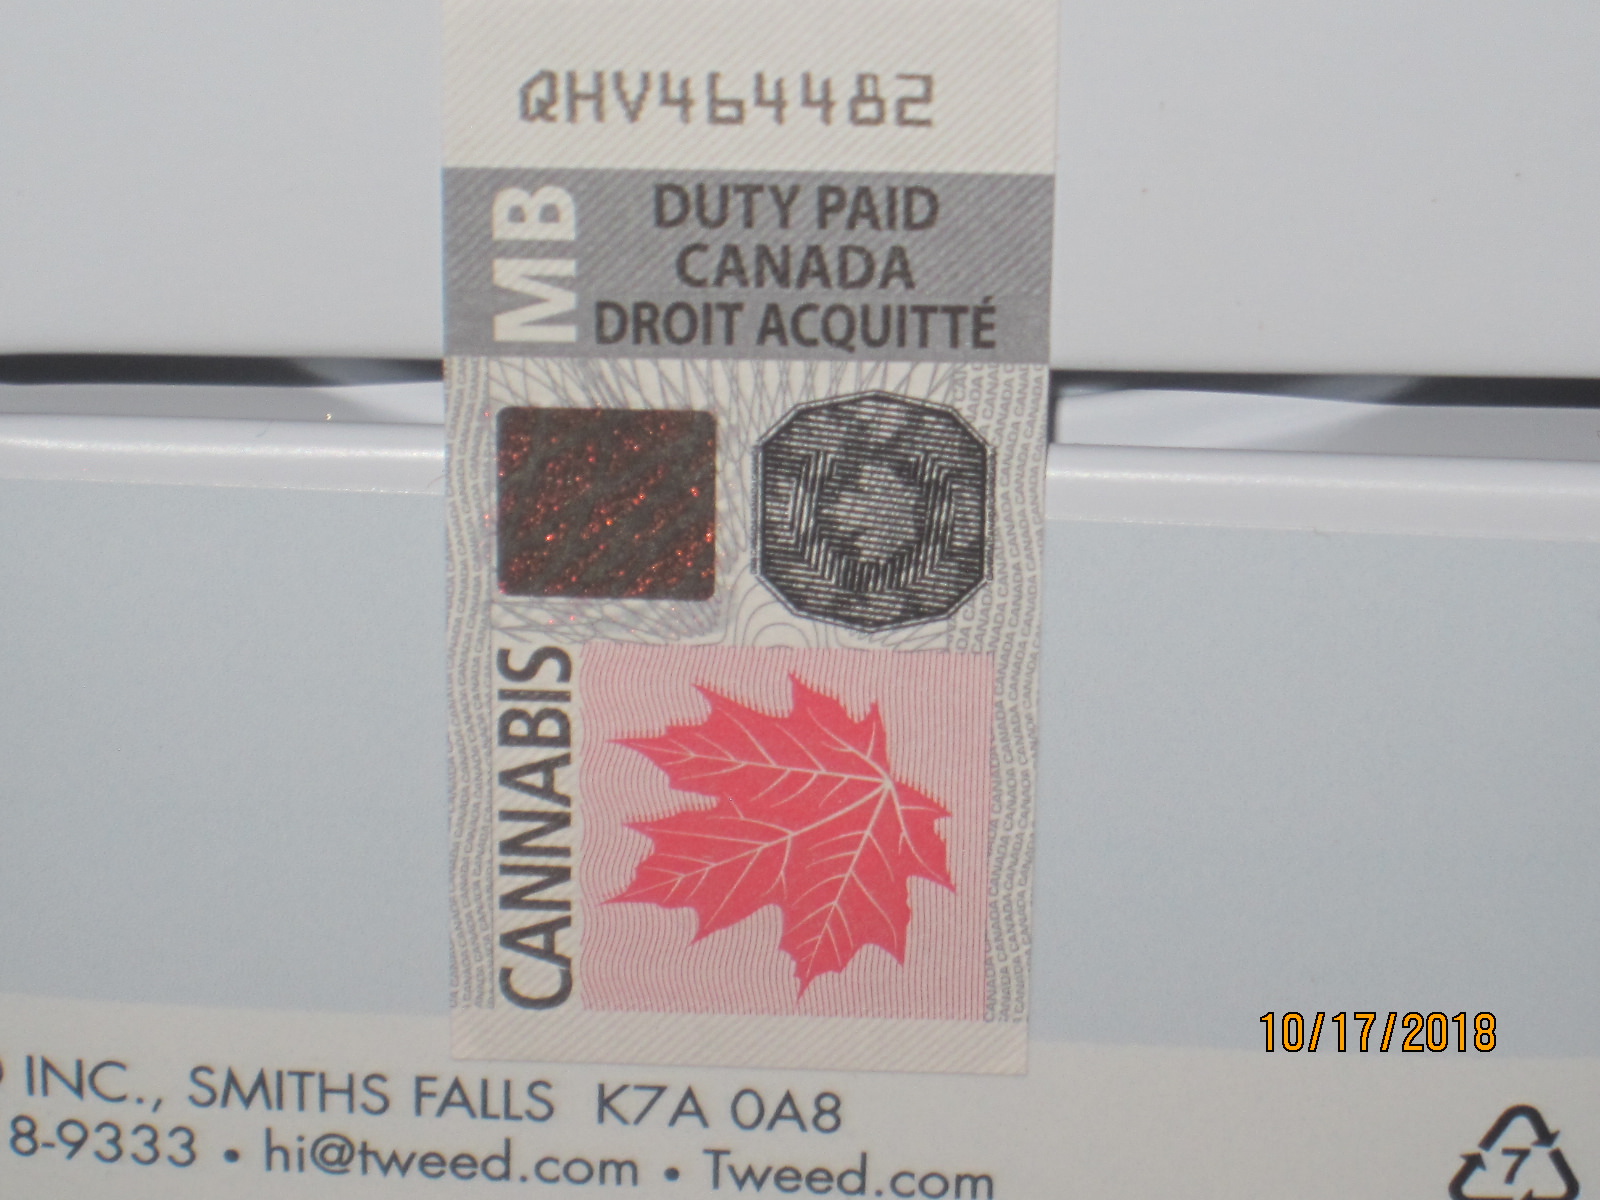 QHV464482
MB
DUTY PAID
CANADA
DROIT ACQUITTÉ
CANNABIS
10/17/2018
INC., SMITHS FALLS K7A 0A8
8-9333 • hi@tweed.com • Tweed.com
7